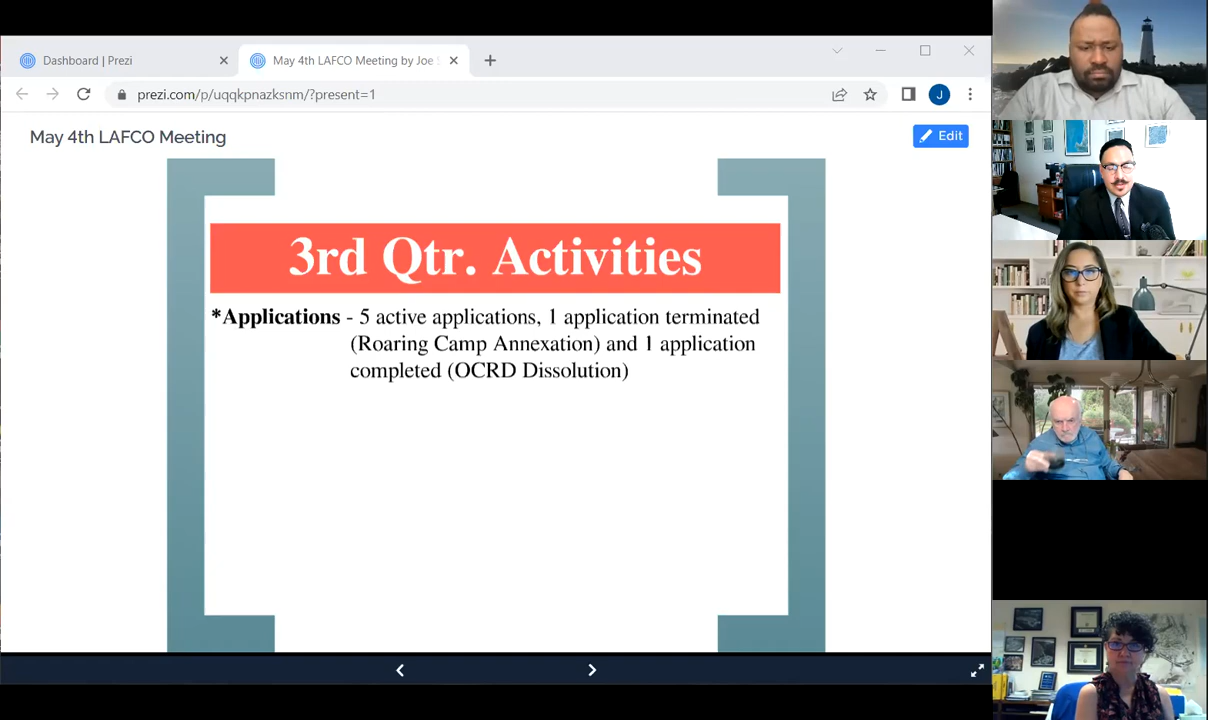 Dashboard | Prezi
May 4th LAFCO Meeting by Joe S
prezi.com/p/uqqkpnazksnm/?present=1
J
May 4th LAFCO Meeting
Edit
3rd Qtr. Activities
*Applications - 5 active applications, 1 application terminated
(Roaring Camp Annexation) and 1 application
completed (OCRD Dissolution)